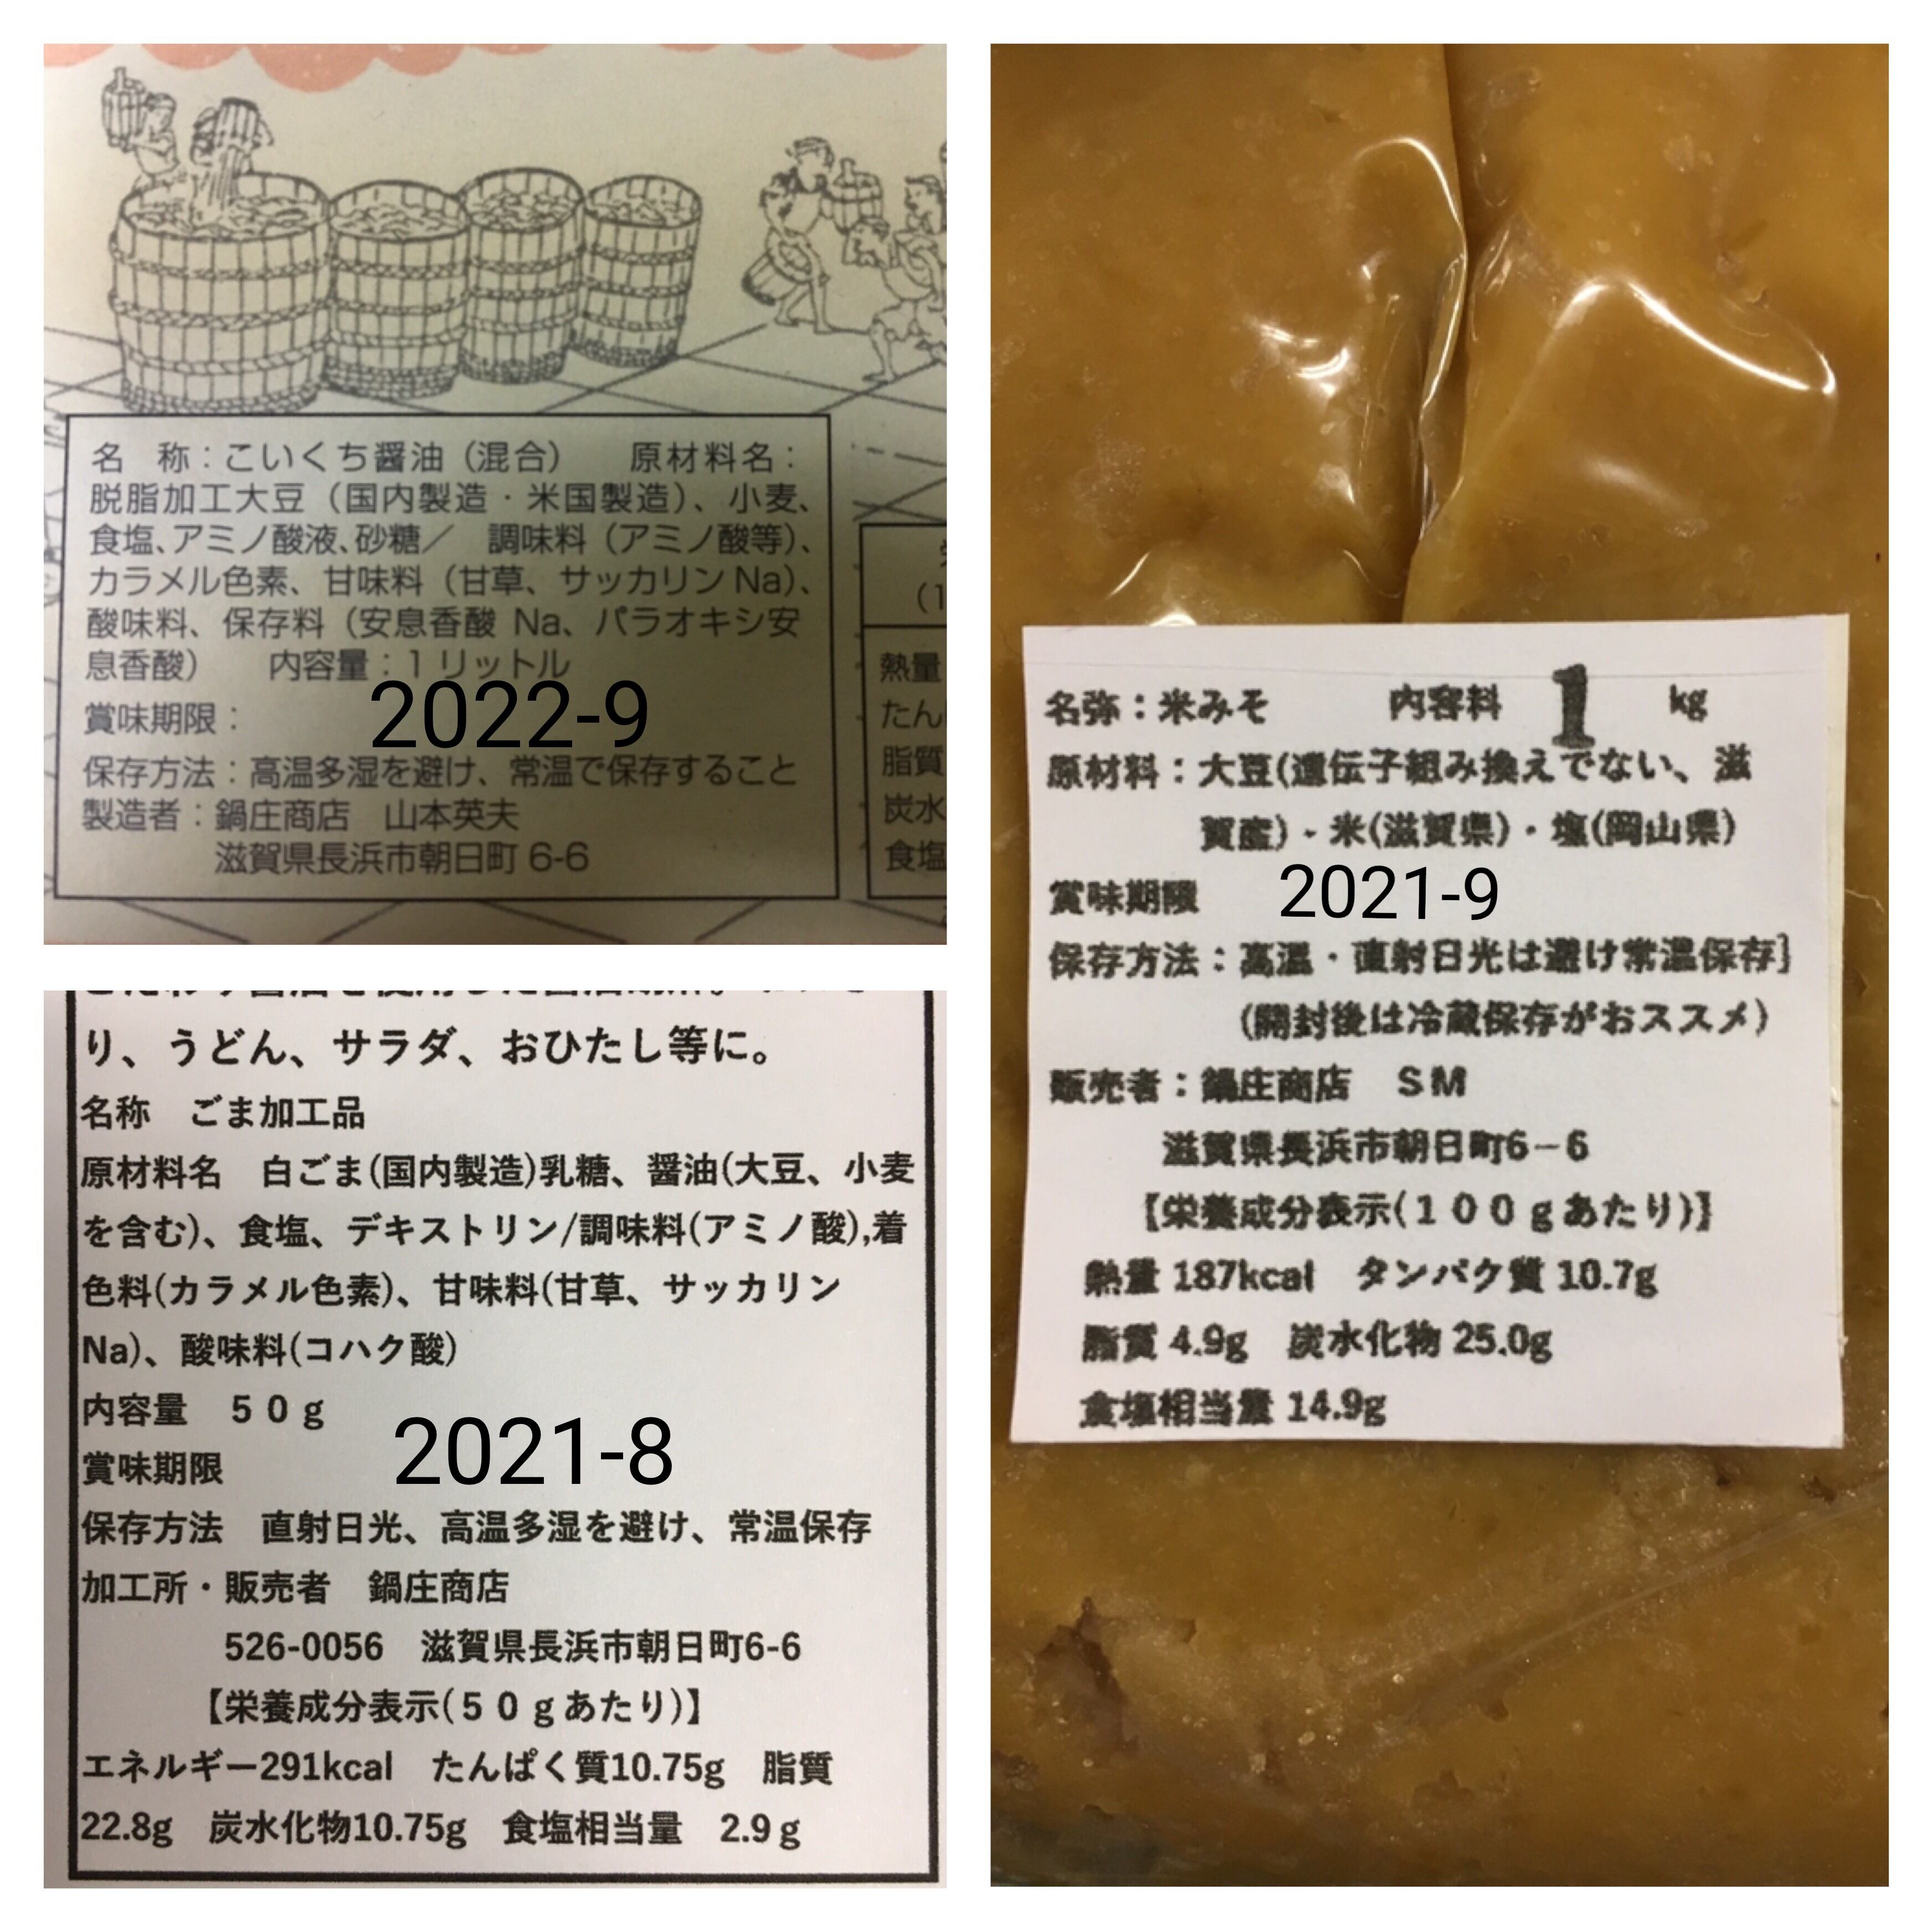 名　称：こいくち醤油（混合）　原材料名：
脱脂加工大豆（国内製造・米国製造）、小麦、
食塩、アミノ酸液、砂糖／　調味料（アミノ酸等）、
カラメル色素、甘味料（甘草、サッカリンNa）、
酸味料、保存料（安息香酸 Na、パラオキシ安
息香酸）　内容量：1リットル
賞味期限：　2022-9
保存方法：高温多湿を避け、常温で保存すること
製造者：鍋庄商店　山本英夫
滋賀県長浜市朝日町 6-6
(1
熱量
たん
脂質
炭水
食塩
り、うどん、サラダ、おひたし等に。
名称　ごま加工品
原材料名　白ごま(国内製造)乳糖、醤油(大豆、小麦
を含む)、食塩、デキストリン/調味料(アミノ酸),着
色料(カラメル色素)、甘味料(甘草、サッカリン
Na)、酸味料(コハク酸)
内容量　５０ｇ
賞味期限　2021-8
保存方法　直射日光、高温多湿を避け、常温保存
加工所・販売者　鍋庄商店
526-0056　滋賀県長浜市朝日町6-6
【栄養成分表示(５０ｇあたり)】
エネルギー291kcal　たんぱく質10.75g　脂質
22.8g　炭水化物10.75g　食塩相当量　2.9ｇ
名弥：米みそ　内容料　1　kg
原材料：大豆(遺伝子組み換えでない、滋
賀産)・米(滋賀県)・塩(岡山県)
賞味期限　2021-9
保存方法：高温・直射日光は避け常温保存]
(開封後は冷蔵保存がおススメ)
販売者：鍋庄商店　ＳＭ
滋賀県長浜市朝日町6−6
【栄養成分表示(１００ｇあたり)】
熱量 187kcal　タンパク質 10.7g
脂質 4.9g　炭水化物 25.0g
食塩相当量 14.9g